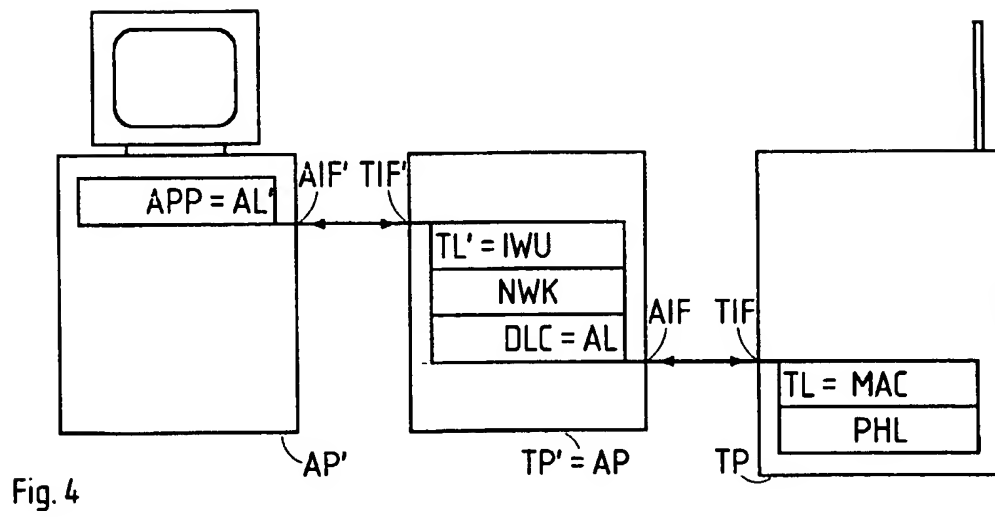 APP = AL'
AIF' TIF'
TL' = IWU
NWK
DLC = AL
AIF TIF
TL = MAC
PHL
AP'
TP' = AP
TP
Fig. 4